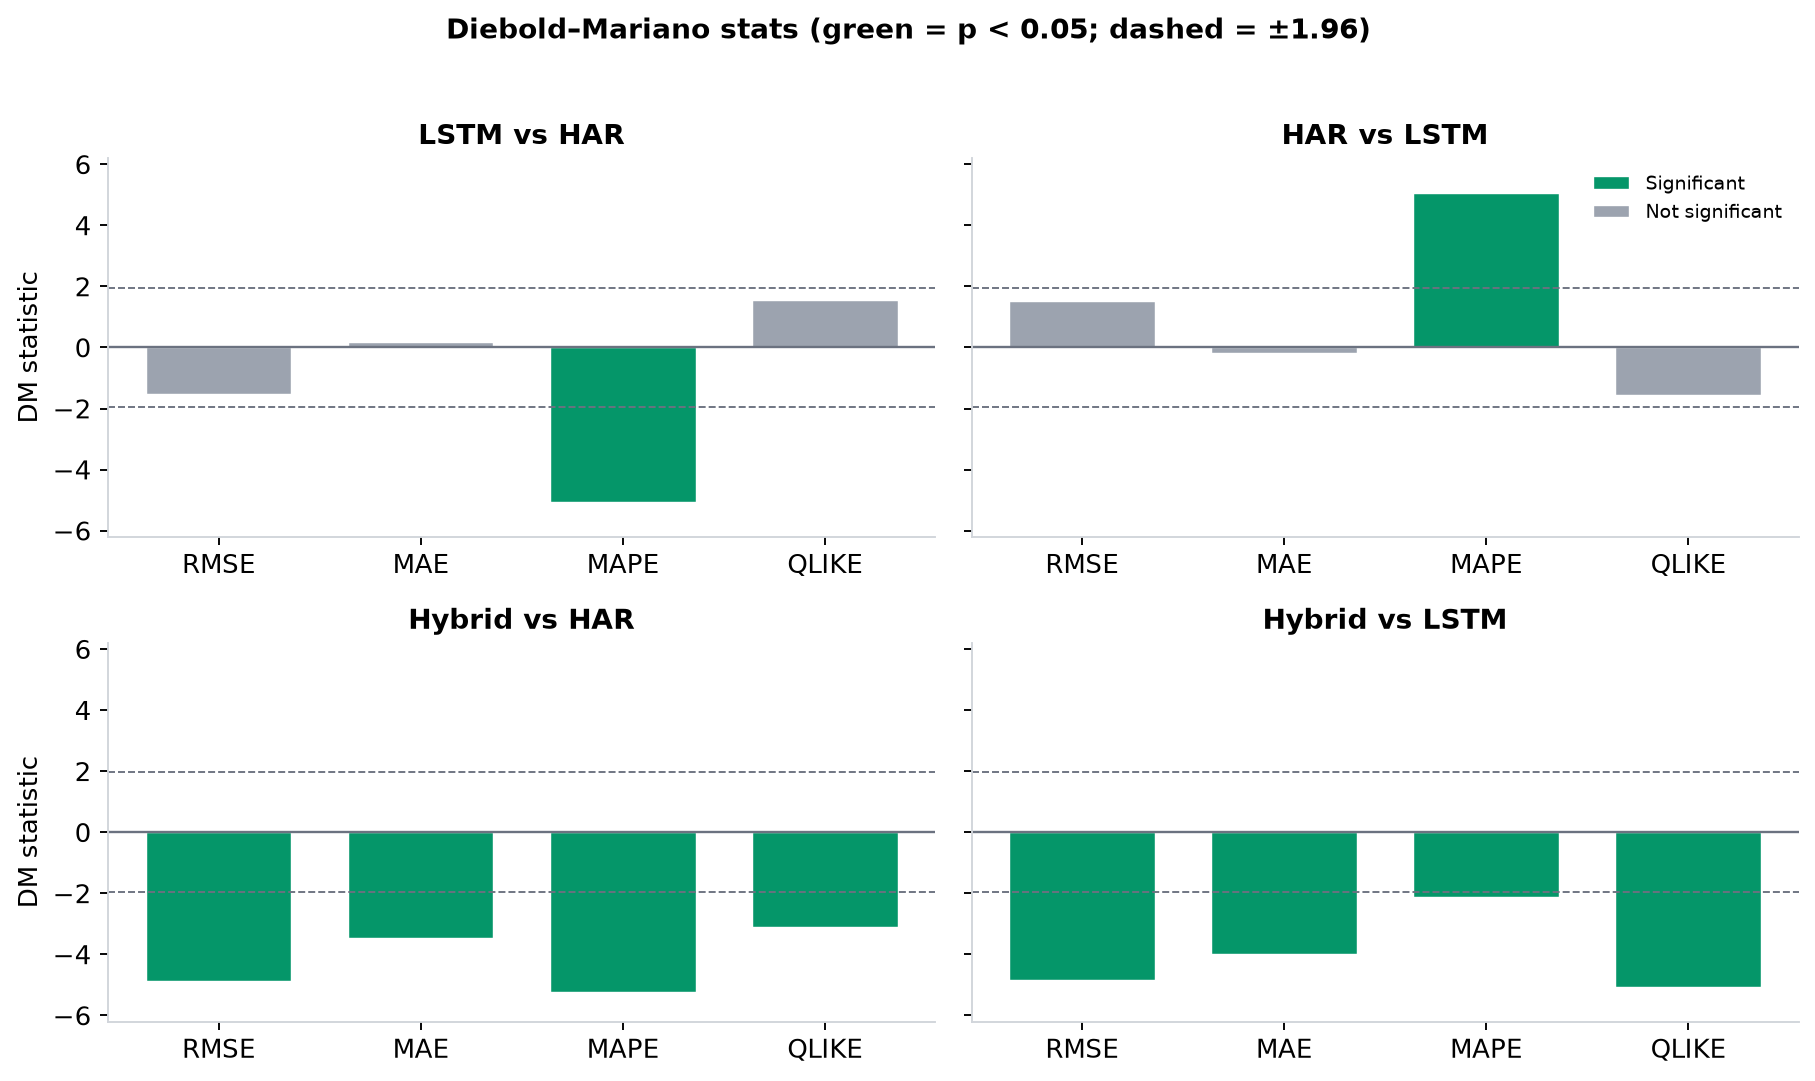 Diebold–Mariano stats (green = p < 0.05; dashed = ±1.96)
LSTM vs HAR
DM statistic
6
4
2
0
−2
−4
−6
RMSE MAE MAPE QLIKE
HAR vs LSTM
Significant
Not significant
RMSE MAE MAPE QLIKE
Hybrid vs HAR
DM statistic
6
4
2
0
−2
−4
−6
RMSE MAE MAPE QLIKE
Hybrid vs LSTM
RMSE MAE MAPE QLIKE